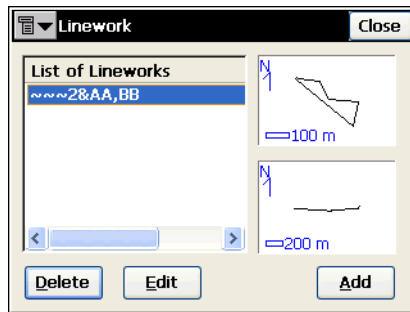 Linework
Close
List of Lineworks
~~~2&AA,BB
N
100 m
N
200 m
Delete
Edit
Add